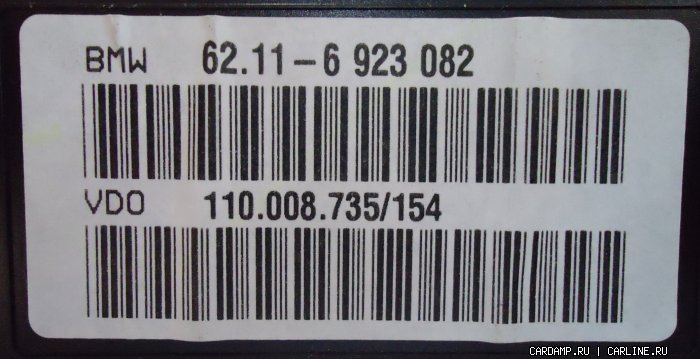 BMW 62.11-6 923 082
VDO 110.008.735/154
CARDAMP.RU | CARLINE.RU